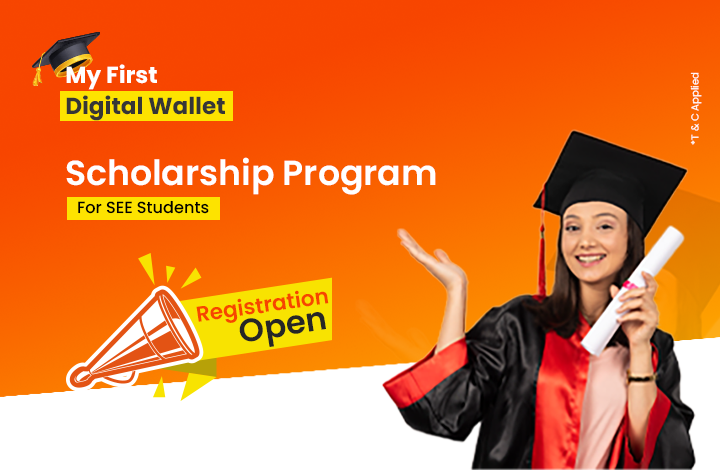 My First
Digital Wallet
Scholarship Program
For SEE Students
Registration
Open
*T & C Applied